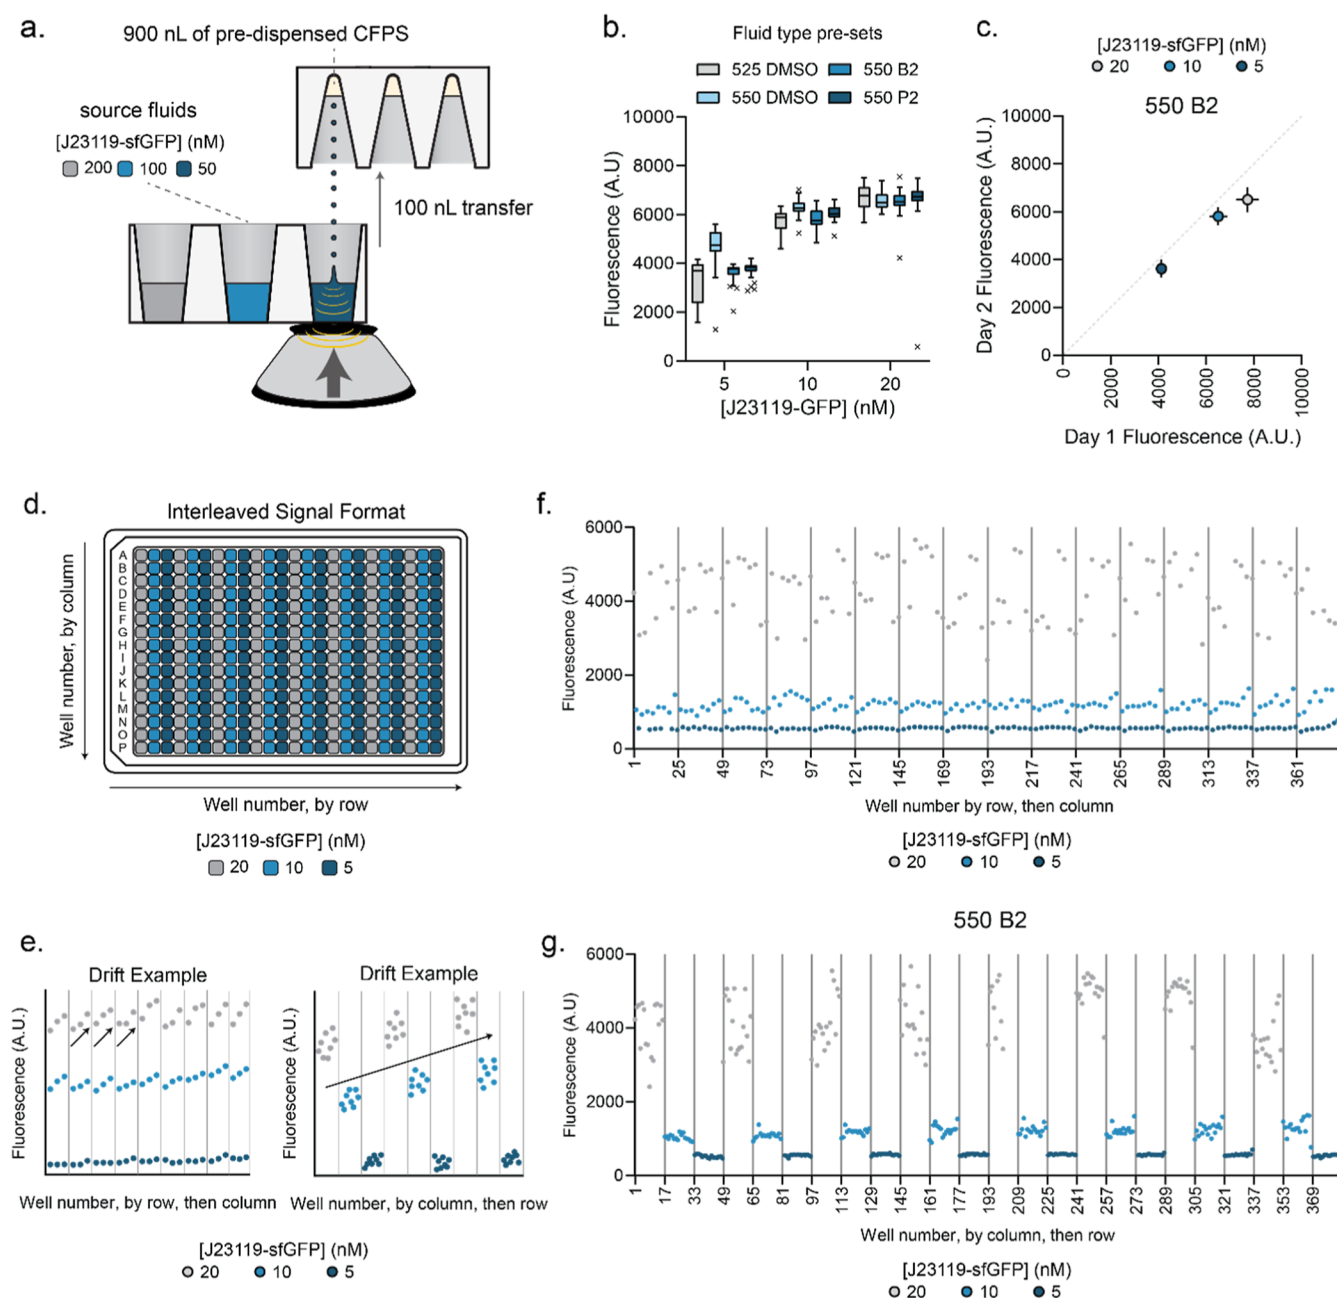 a.
900 nL of pre-dispensed CFPS
source fluids
[J23119-sfGFP] (nM)
200 100 50
100 nL transfer
b.
Fluid type pre-sets
525 DMSO 550 B2
550 DMSO 550 P2
Fluorescence (A.U)
10000
8000
6000
4000
2000
0
5 10 20
[J23119-GFP] (nM)
c.
[J23119-sfGFP] (nM)
20 10 5
550 B2
Day 2 Fluorescence (A.U.)
10000
8000
6000
4000
2000
0
0 2000 4000 6000 8000 10000
Day 1 Fluorescence (A.U.)
d.
Interleaved Signal Format
Well number, by column
A
B
C
D
E
F
G
H
I
J
K
L
M
N
O
P
Well number, by row
[J23119-sfGFP] (nM)
20 10 5
f.
Fluorescence (A.U)
6000
4000
2000
0
1 25 49 73 97 121 145 169 193 217 241 265 289 313 337 361
Well number by row, then column
[J23119-sfGFP] (nM)
20 10 5
e.
Drift Example
Fluorescence (A.U.)
Well number, by row, then column
Drift Example
Fluorescence (A.U.)
Well number, by column, then row
[J23119-sfGFP] (nM)
20 10 5
g.
550 B2
Fluorescence (A.U)
6000
4000
2000
0
1 17 33 49 65 81 97 113 129 145 161 177 193 209 225 241 257 273 289 305 321 337 353 369
Well number, by column, then row
[J23119-sfGFP] (nM)
20 10 5